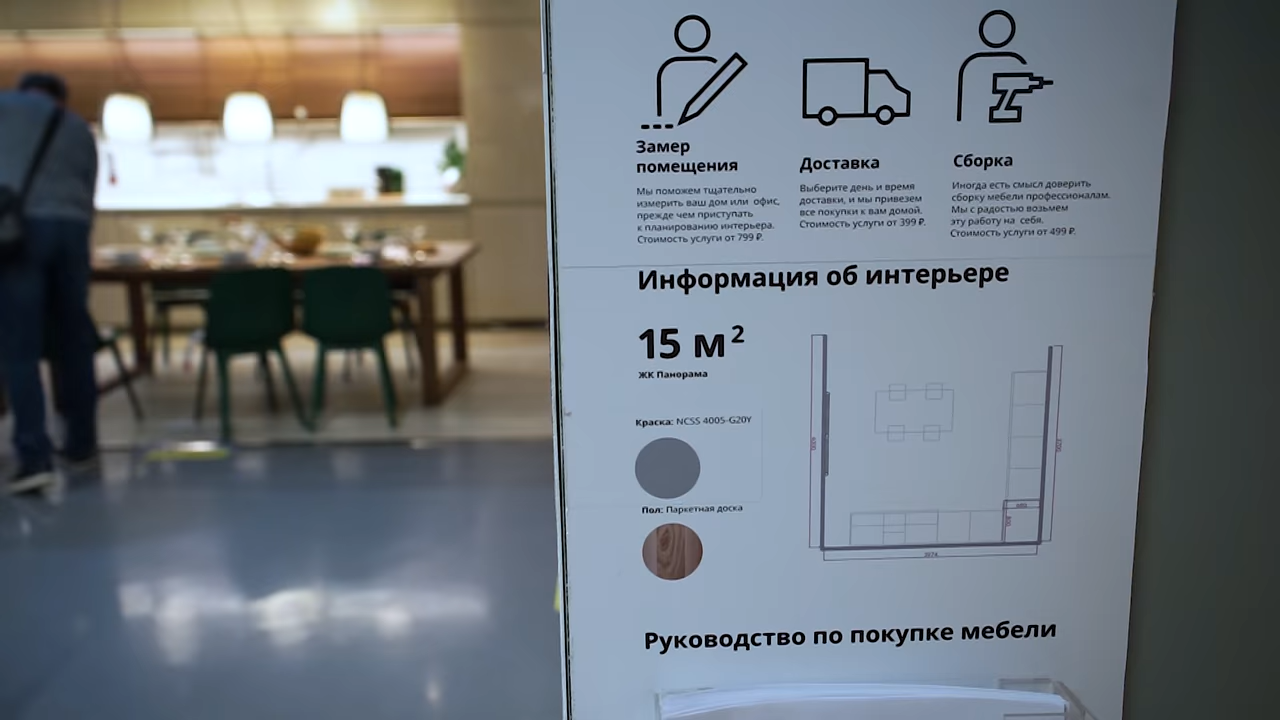 Замер
помещения
Мы поможем тщательно
измерить ваш дом или офис,
прежде чем приступать
к планированию интерьера.
Стоимость услуги от 799 ₽.
Доставка
Выберите день и время
доставки, и мы привезем
все покупки к вам домой.
Стоимость услуги от 399 ₽.
Сборка
Иногда есть смысл доверить
сборку мебели профессионалам.
Мы с радостью возьмем
эту работу на себя.
Стоимость услуги от 499 ₽.
Информация об интерьере
15 м²
ЖК Панорама
Краска: NCSS 4005-G20Y
Пол: Паркетная доска
Руководство по покупке мебели